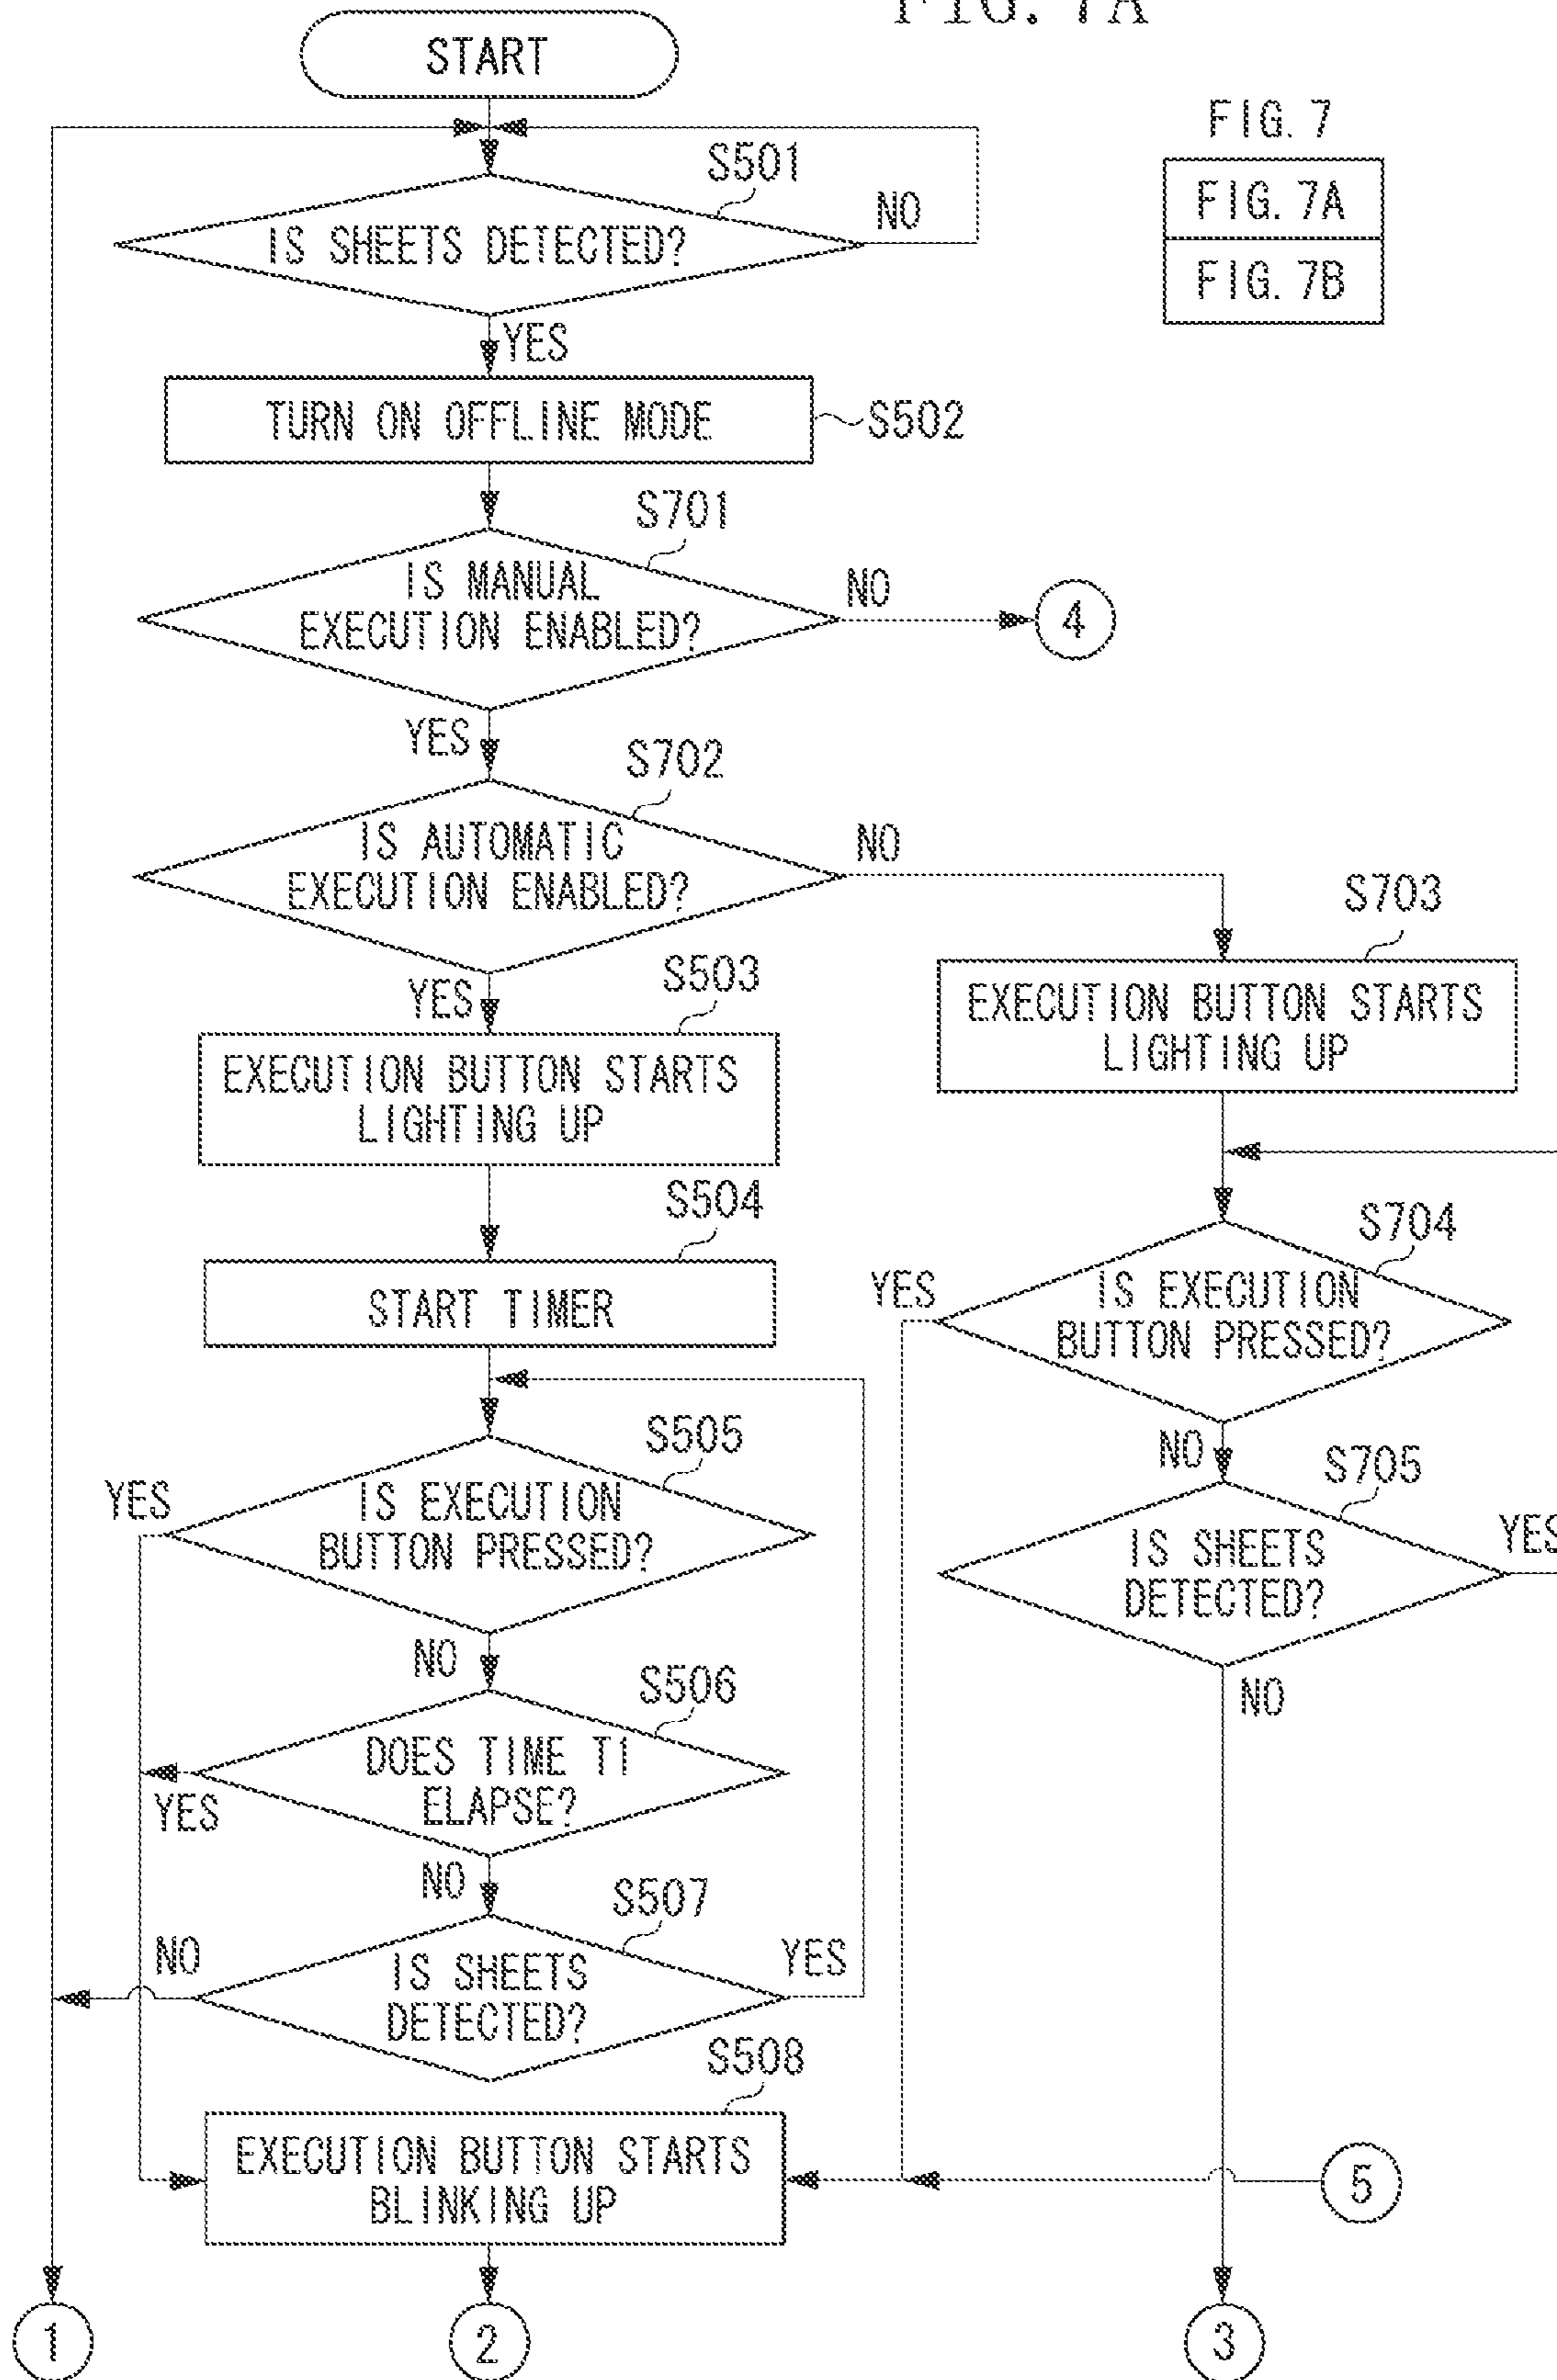 FIG. 7A
START
FIG. 7
FIG. 7A
FIG. 7B
S501
NO
IS SHEETS DETECTED?
YES
TURN ON OFFLINE MODE
S502
S701
IS MANUAL
EXECUTION ENABLED?
NO
4
YES
S702
IS AUTOMATIC
EXECUTION ENABLED?
NO
S703
EXECUTION BUTTON STARTS
LIGHTING UP
YES
S503
EXECUTION BUTTON STARTS
LIGHTING UP
S504
START TIMER
S704
YES
IS EXECUTION
BUTTON PRESSED?
NO
S505
YES
IS EXECUTION
BUTTON PRESSED?
S705
IS SHEETS
DETECTED?
YES
NO
NO
S506
DOES TIME T1
ELAPSE?
YES
NO
S507
NO
IS SHEETS
DETECTED?
YES
S508
EXECUTION BUTTON STARTS
BLINKING UP
5
1
2
3